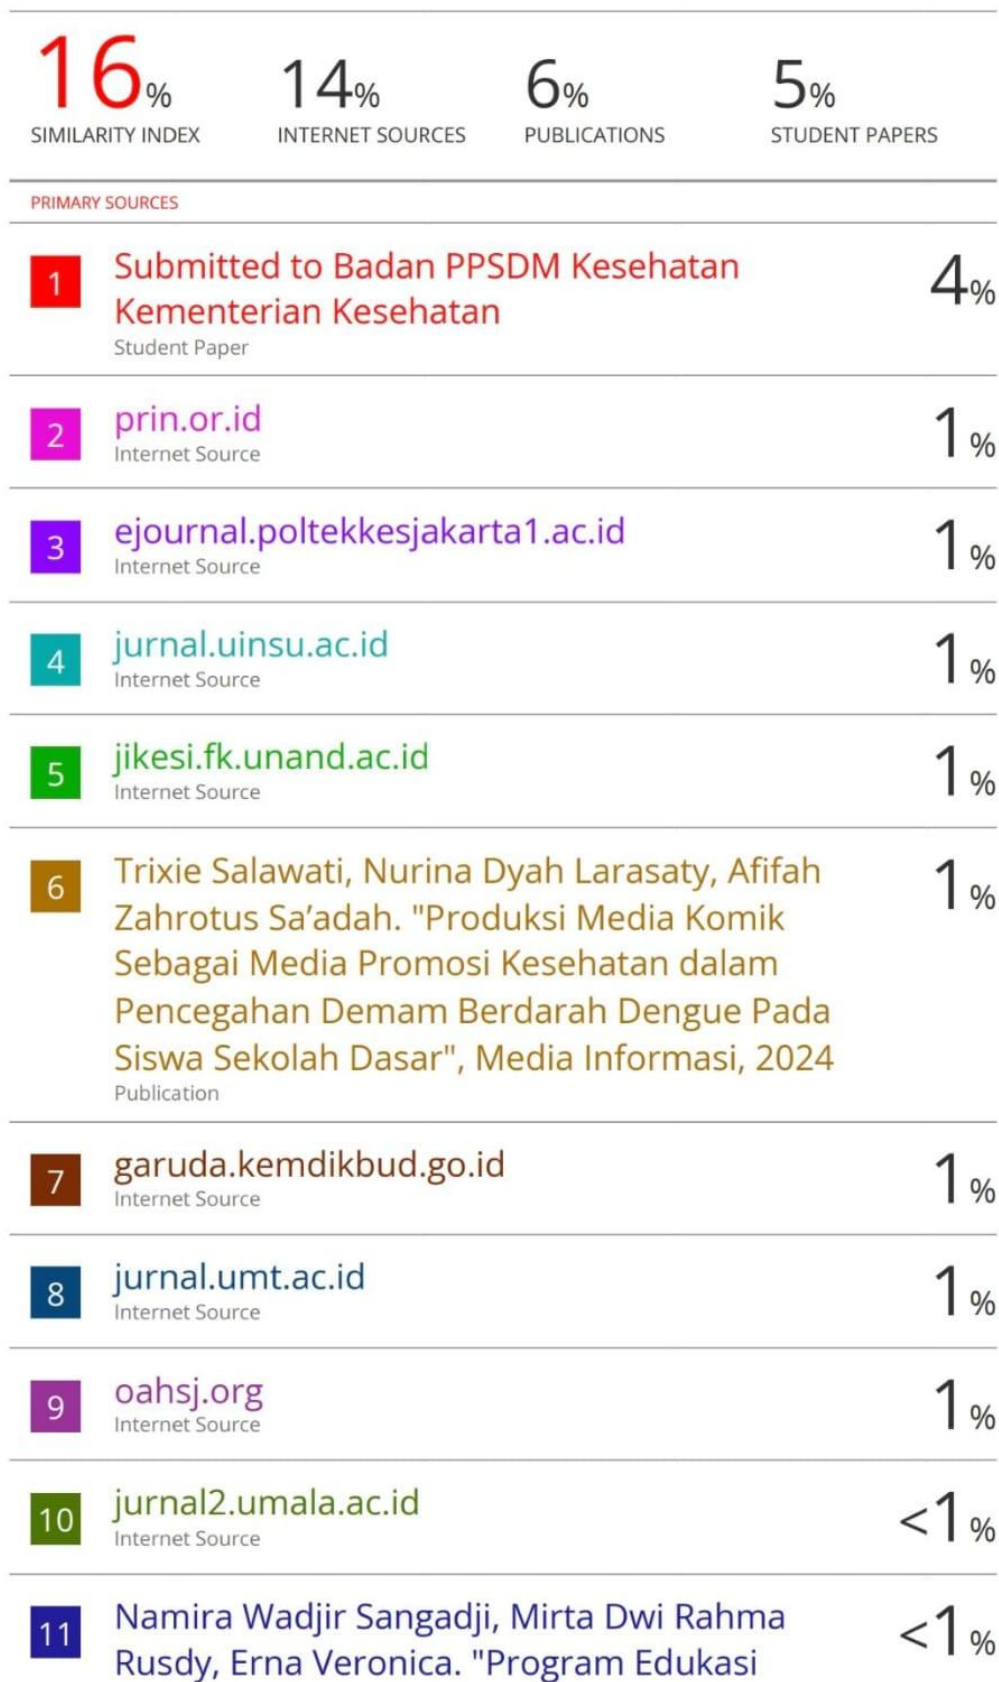 16%
SIMILARITY INDEX
14%
INTERNET SOURCES
6%
PUBLICATIONS
5%
STUDENT PAPERS
PRIMARY SOURCES
1
Submitted to Badan PPSDM Kesehatan
Kementerian Kesehatan
Student Paper
4%
2
prin.or.id
Internet Source
1%
3
ejournal.poltekkesjakarta1.ac.id
Internet Source
1%
4
jurnal.uinsu.ac.id
Internet Source
1%
5
jikesi.fk.unand.ac.id
Internet Source
1%
6
Trixie Salawati, Nurina Dyah Larasaty, Afifah
Zahrotus Sa’adah. "Produksi Media Komik
Sebagai Media Promosi Kesehatan dalam
Pencegahan Demam Berdarah Dengue Pada
Siswa Sekolah Dasar", Media Informasi, 2024
Publication
1%
7
garuda.kemdikbud.go.id
Internet Source
1%
8
jurnal.umt.ac.id
Internet Source
1%
9
oahsj.org
Internet Source
1%
10
jurnal2.umala.ac.id
Internet Source
<1%
11
Namira Wadjir Sangadji, Mirta Dwi Rahma
Rusdy, Erna Veronica. "Program Edukasi
<1%